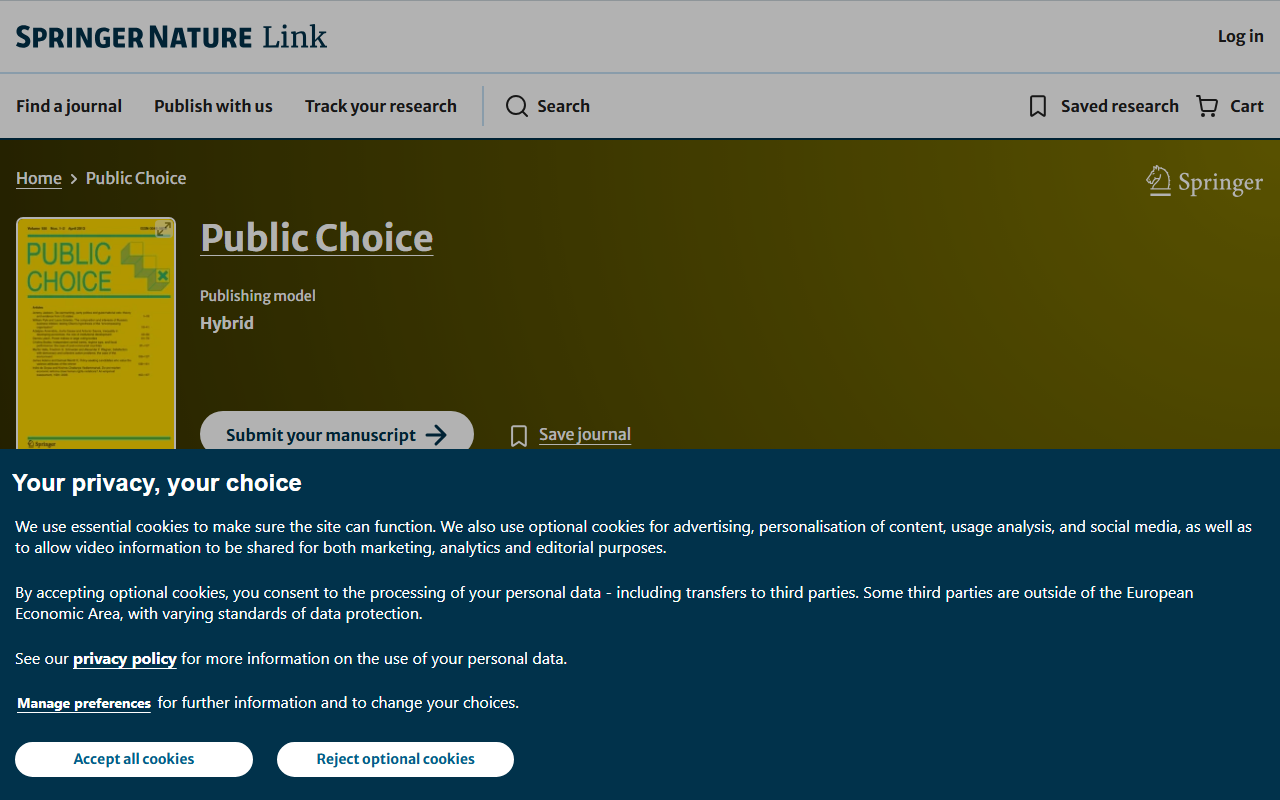 SPRINGER NATURE Link
Log in
Find a journal
Publish with us
Track your research
Search
Saved research
Cart
Home > Public Choice
Springer
PUBLIC
CHOICE
Springer
Public Choice
Publishing model
Hybrid
Submit your manuscript
Save journal
Your privacy, your choice
We use essential cookies to make sure the site can function. We also use optional cookies for advertising, personalisation of content, usage analysis, and social media, as well as
to allow video information to be shared for both marketing, analytics and editorial purposes.
By accepting optional cookies, you consent to the processing of your personal data - including transfers to third parties. Some third parties are outside of the European
Economic Area, with varying standards of data protection.
See our privacy policy for more information on the use of your personal data.
Manage preferences for further information and to change your choices.
Accept all cookies
Reject optional cookies